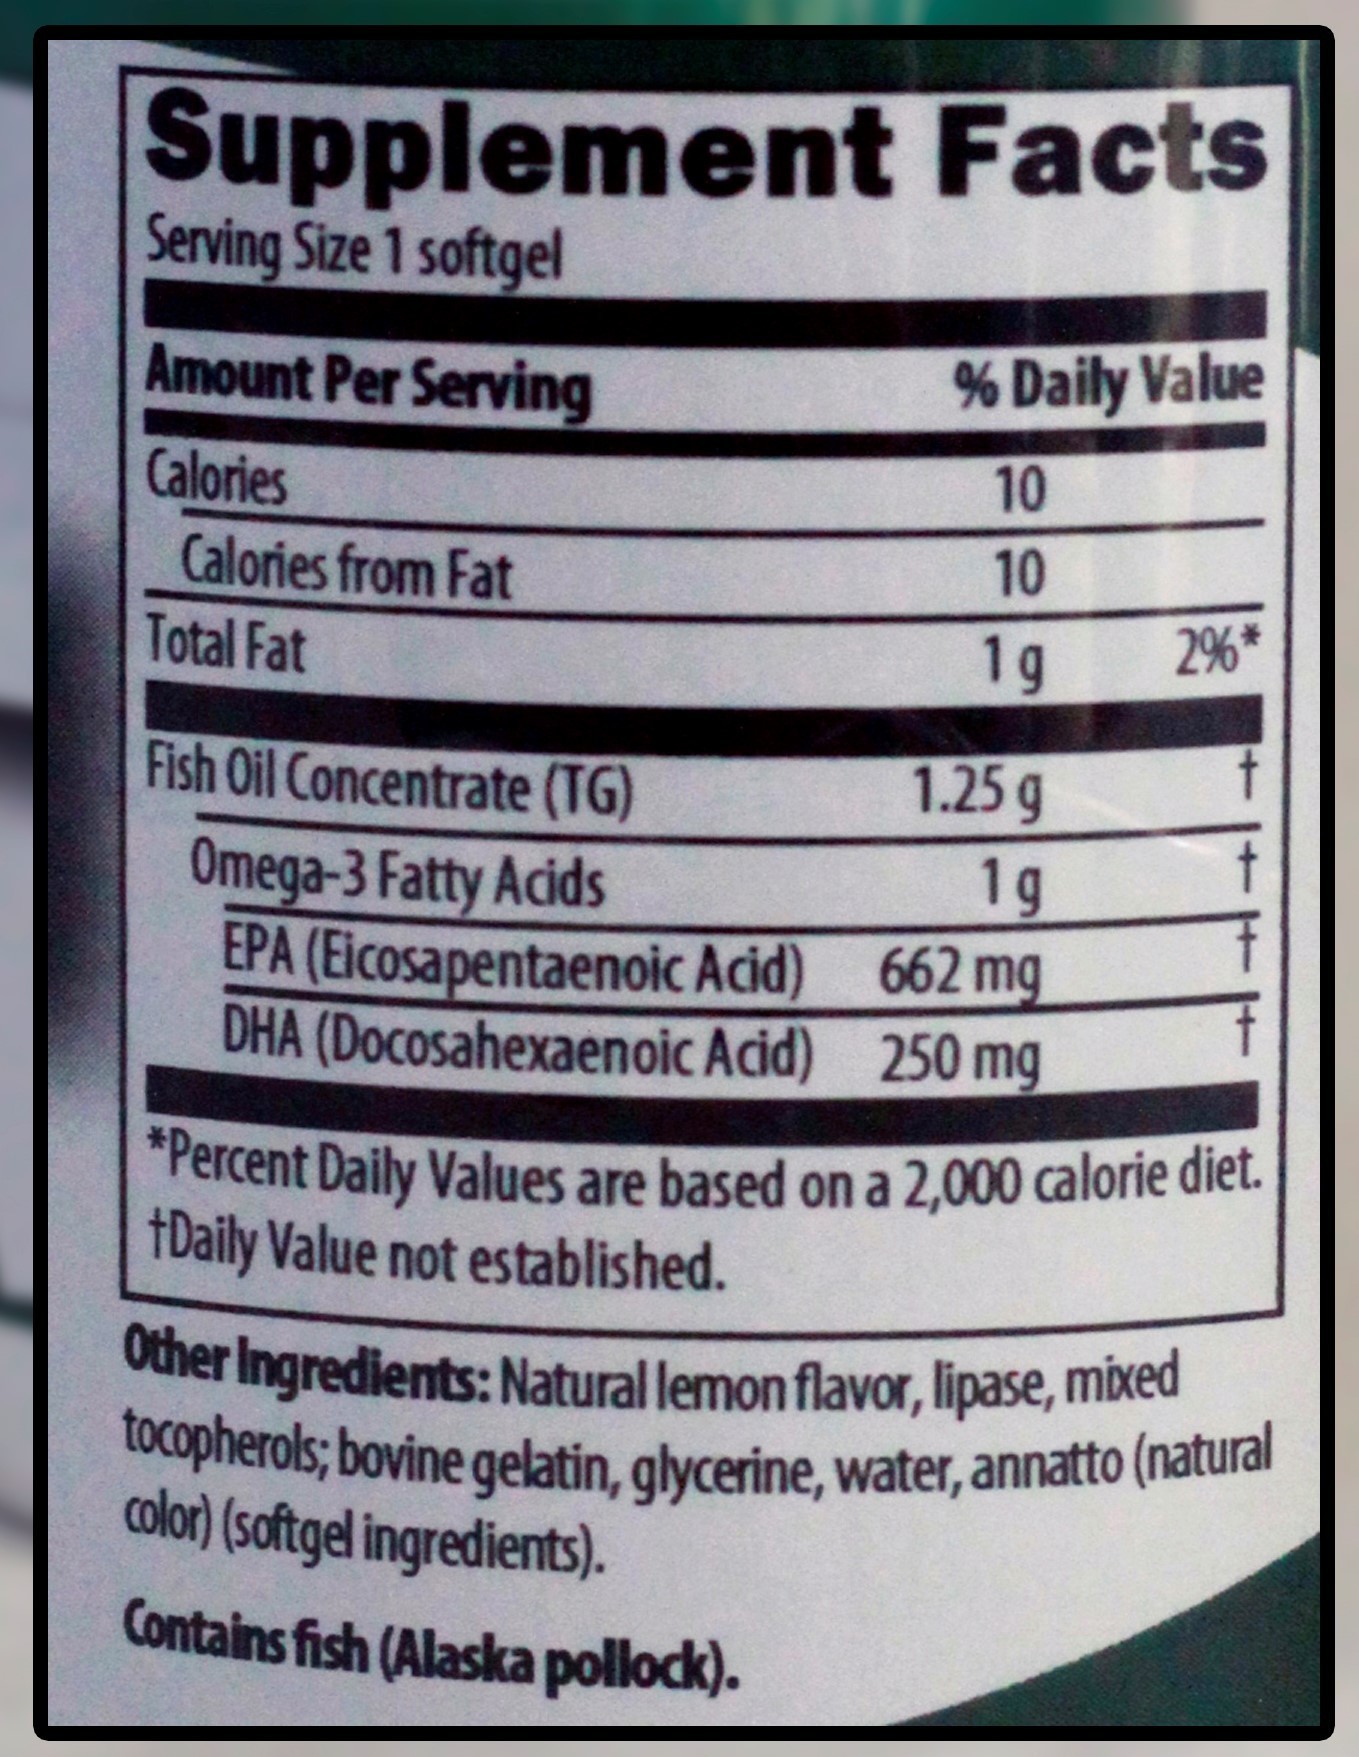 Supplement Facts
Serving Size 1 softgel
Amount Per Serving % Daily Value
Calories 10
Calories from Fat 10
Total Fat 1 g 2%*
Fish Oil Concentrate (TG) 1.25 g †
Omega-3 Fatty Acids 1 g †
EPA (Eicosapentaenoic Acid) 662 mg †
DHA (Docosahexaenoic Acid) 250 mg †
*Percent Daily Values are based on a 2,000 calorie diet.
†Daily Value not established.
Other Ingredients: Natural lemon flavor, lipase, mixed
tocopherols; bovine gelatin, glycerine, water, annatto (natural
color) (softgel ingredients).
Contains fish (Alaska pollock).